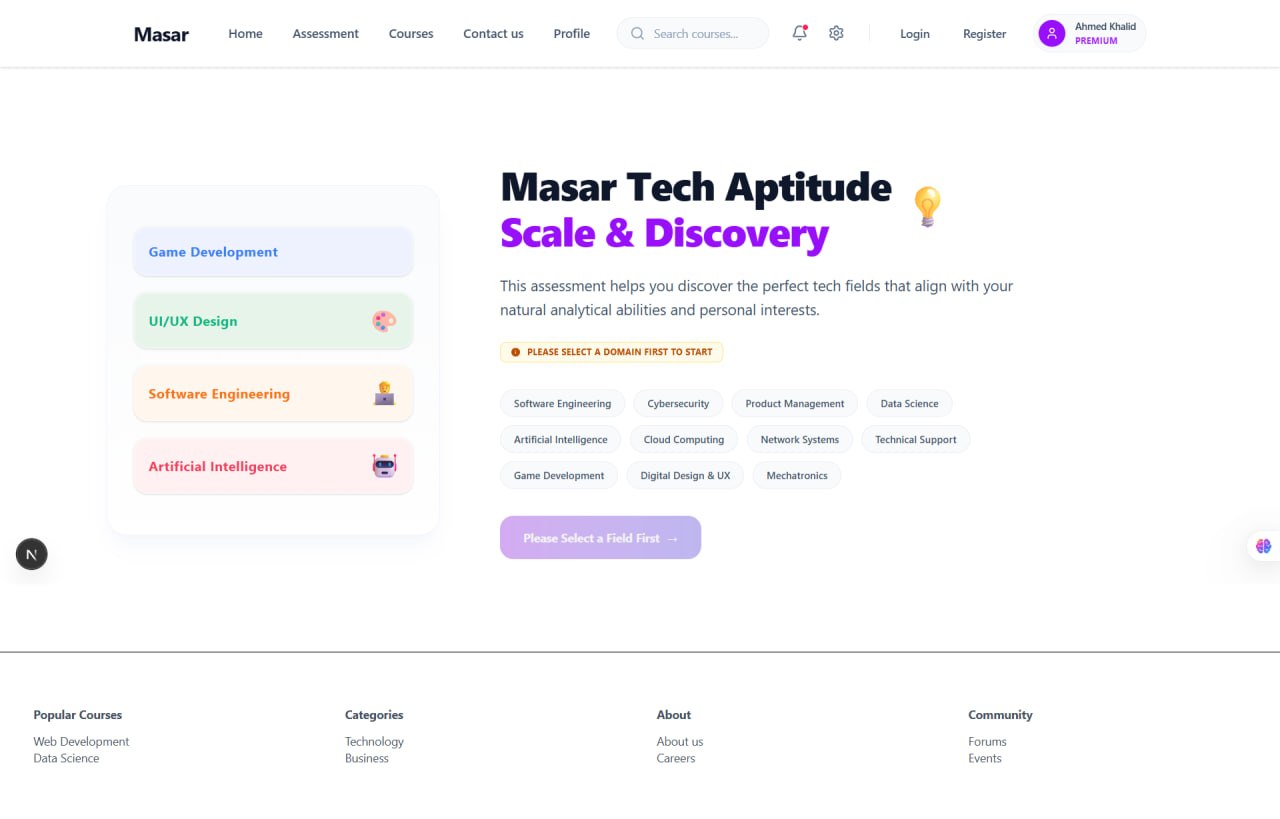 Masar
Home
Assessment
Courses
Contact us
Profile
Search courses...
Login
Register
Ahmed Khalid
PREMIUM
Game Development
UI/UX Design
Software Engineering
Artificial Intelligence
Masar Tech Aptitude
Scale & Discovery
This assessment helps you discover the perfect tech fields that align with your
natural analytical abilities and personal interests.
PLEASE SELECT A DOMAIN FIRST TO START
Software Engineering
Cybersecurity
Product Management
Data Science
Artificial Intelligence
Cloud Computing
Network Systems
Technical Support
Game Development
Digital Design & UX
Mechatronics
Please Select a Field First →
N
Popular Courses
Web Development
Data Science
Categories
Technology
Business
About
About us
Careers
Community
Forums
Events